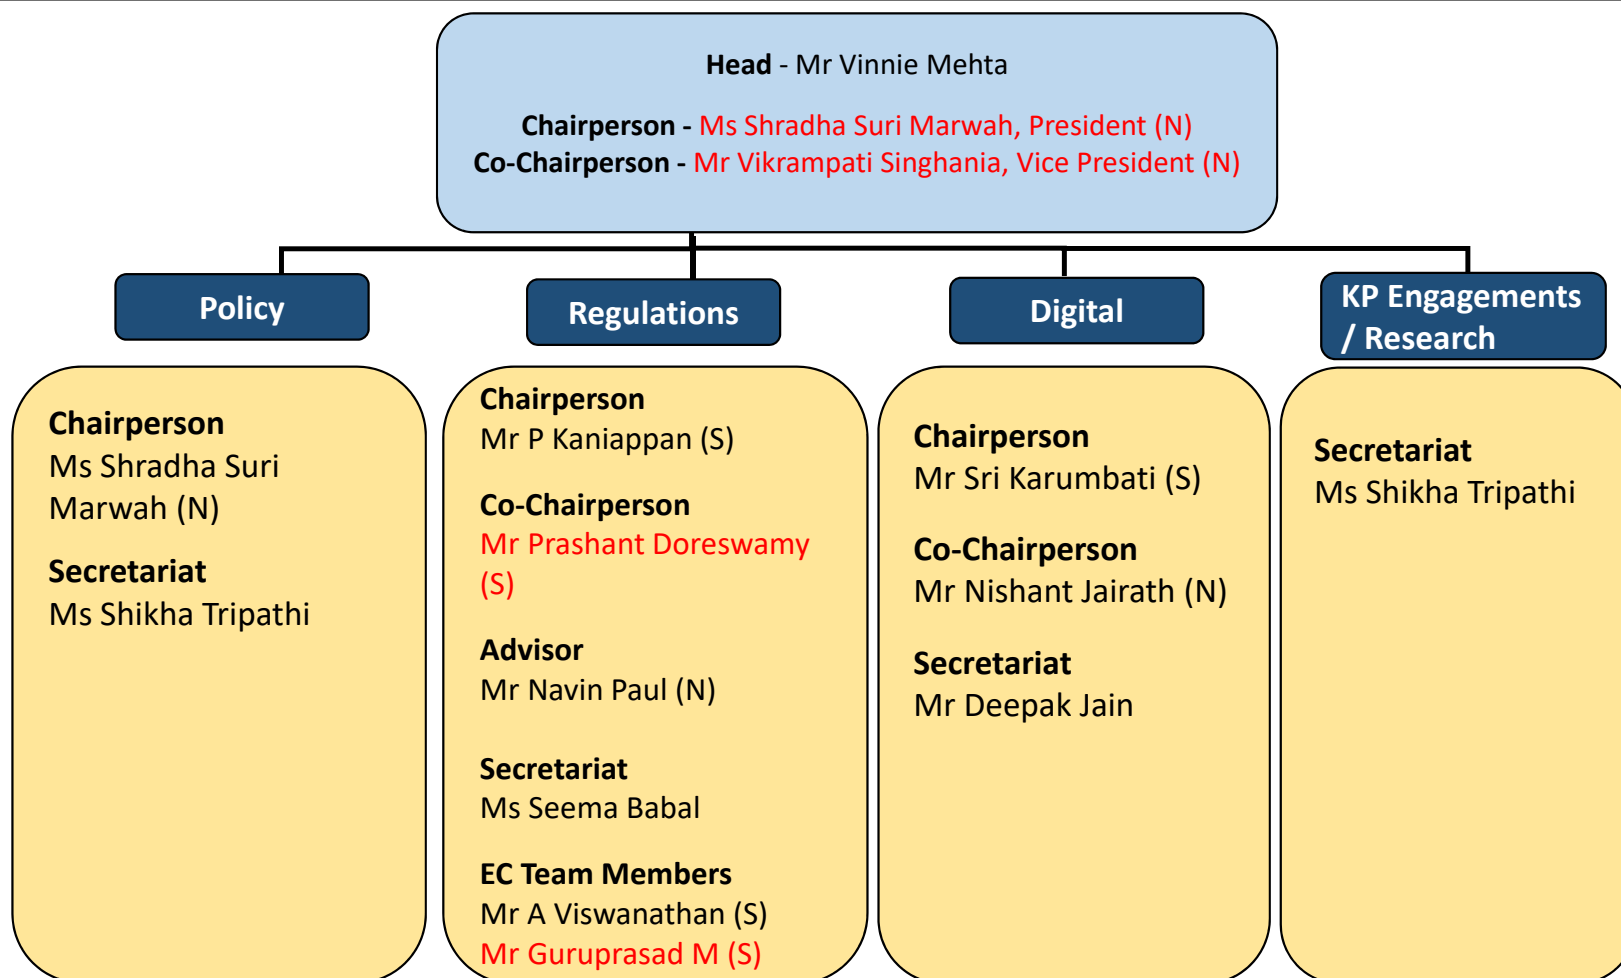 Head - Mr Vinnie Mehta
Chairperson - Ms Shradha Suri Marwah, President (N)
Co-Chairperson - Mr Vikrampati Singhania, Vice President (N)
Policy
Chairperson
Ms Shradha Suri
Marwah (N)
Secretariat
Ms Shikha Tripathi
Regulations
Chairperson
Mr P Kaniappan (S)
Co-Chairperson
Mr Prashant Doreswamy
(S)
Advisor
Mr Navin Paul (N)
Secretariat
Ms Seema Babal
EC Team Members
Mr A Viswanathan (S)
Mr Guruprasad M (S)
Digital
Chairperson
Mr Sri Karumbati (S)
Co-Chairperson
Mr Nishant Jairath (N)
Secretariat
Mr Deepak Jain
KP Engagements
/ Research
Secretariat
Ms Shikha Tripathi